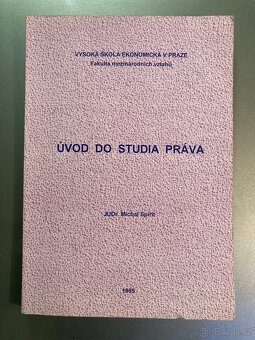 VYSOKÁ ŠKOLA EKONOMICKÁ V PRAZE
Fakulta mezinárodních vztahů
ÚVOD DO STUDIA PRÁVA
JUDr. Michal Spirit